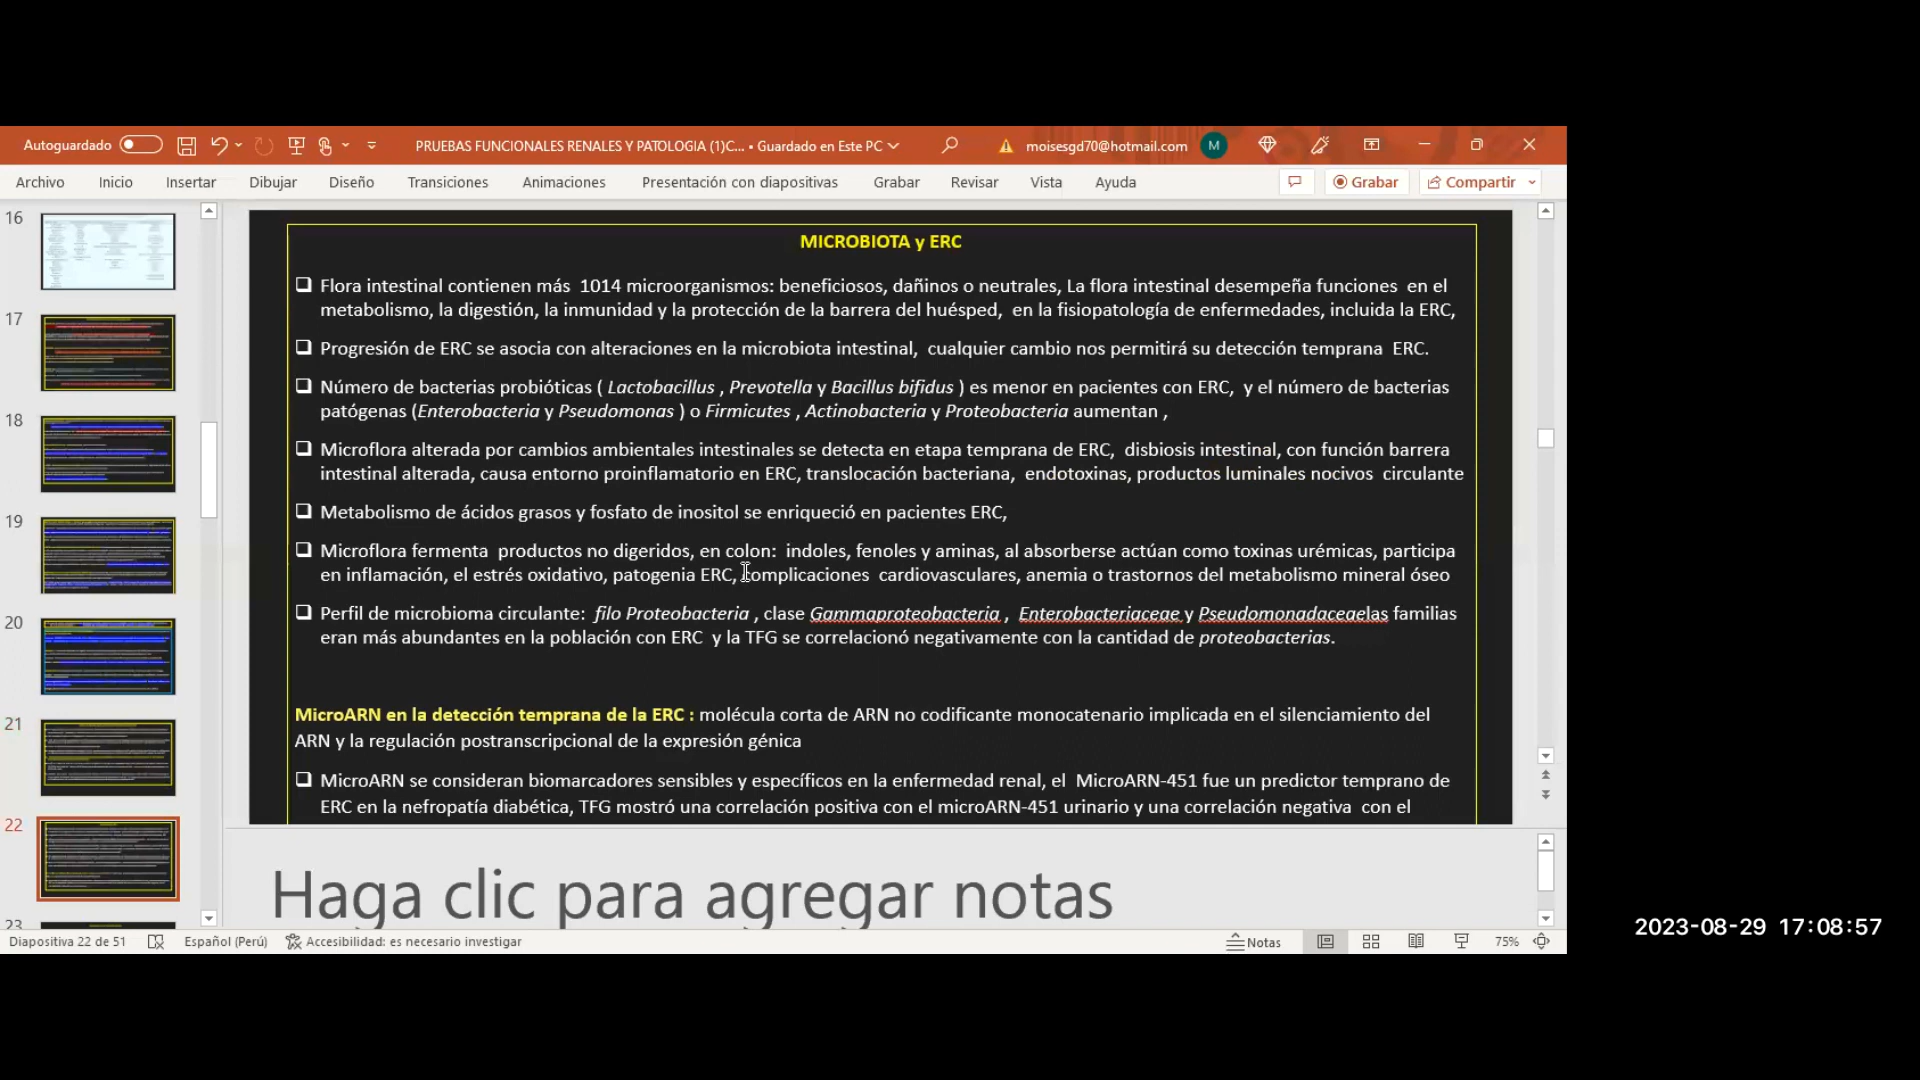 Autoguardado
PRUEBAS FUNCIONALES RENALES Y PATOLOGIA (1)C... • Guardado en Este PC
moisesgd70@hotmail.com
M
Archivo Inicio Insertar Dibujar Diseño Transiciones Animaciones Presentación con diapositivas Grabar Revisar Vista Ayuda
Grabar
Compartir
16
17
18
19
20
21
22
23
MICROBIOTA y ERC
Flora intestinal contienen más 1014 microorganismos: beneficiosos, dañinos o neutrales, La flora intestinal desempeña funciones en el
metabolismo, la digestión, la inmunidad y la protección de la barrera del huésped, en la fisiopatología de enfermedades, incluida la ERC,
Progresión de ERC se asocia con alteraciones en la microbiota intestinal, cualquier cambio nos permitirá su detección temprana ERC.
Número de bacterias probióticas ( Lactobacillus , Prevotella y Bacillus bifidus ) es menor en pacientes con ERC, y el número de bacterias
patógenas (Enterobacteria y Pseudomonas ) o Firmicutes , Actinobacteria y Proteobacteria aumentan ,
Microflora alterada por cambios ambientales intestinales se detecta en etapa temprana de ERC, disbiosis intestinal, con función barrera
intestinal alterada, causa entorno proinflamatorio en ERC, translocación bacteriana, endotoxinas, productos luminales nocivos circulante
Metabolismo de ácidos grasos y fosfato de inositol se enriqueció en pacientes ERC,
Microflora fermenta productos no digeridos, en colon: indoles, fenoles y aminas, al absorberse actúan como toxinas urémicas, participa
en inflamación, el estrés oxidativo, patogenia ERC, complicaciones cardiovasculares, anemia o trastornos del metabolismo mineral óseo
Perfil de microbioma circulante: filo Proteobacteria , clase Gammaproteobacteria , Enterobacteriaceae y Pseudomonadaceaelas familias
eran más abundantes en la población con ERC y la TFG se correlacionó negativamente con la cantidad de proteobacterias.
MicroARN en la detección temprana de la ERC : molécula corta de ARN no codificante monocatenario implicada en el silenciamiento del
ARN y la regulación postranscripcional de la expresión génica
MicroARN se consideran biomarcadores sensibles y específicos en la enfermedad renal, el MicroARN-451 fue un predictor temprano de
ERC en la nefropatía diabética, TFG mostró una correlación positiva con el microARN-451 urinario y una correlación negativa con el
Haga clic para agregar notas
Diapositiva 22 de 51 Español (Perú) Accesibilidad: es necesario investigar Notas 75%
2023-08-29 17:08:57